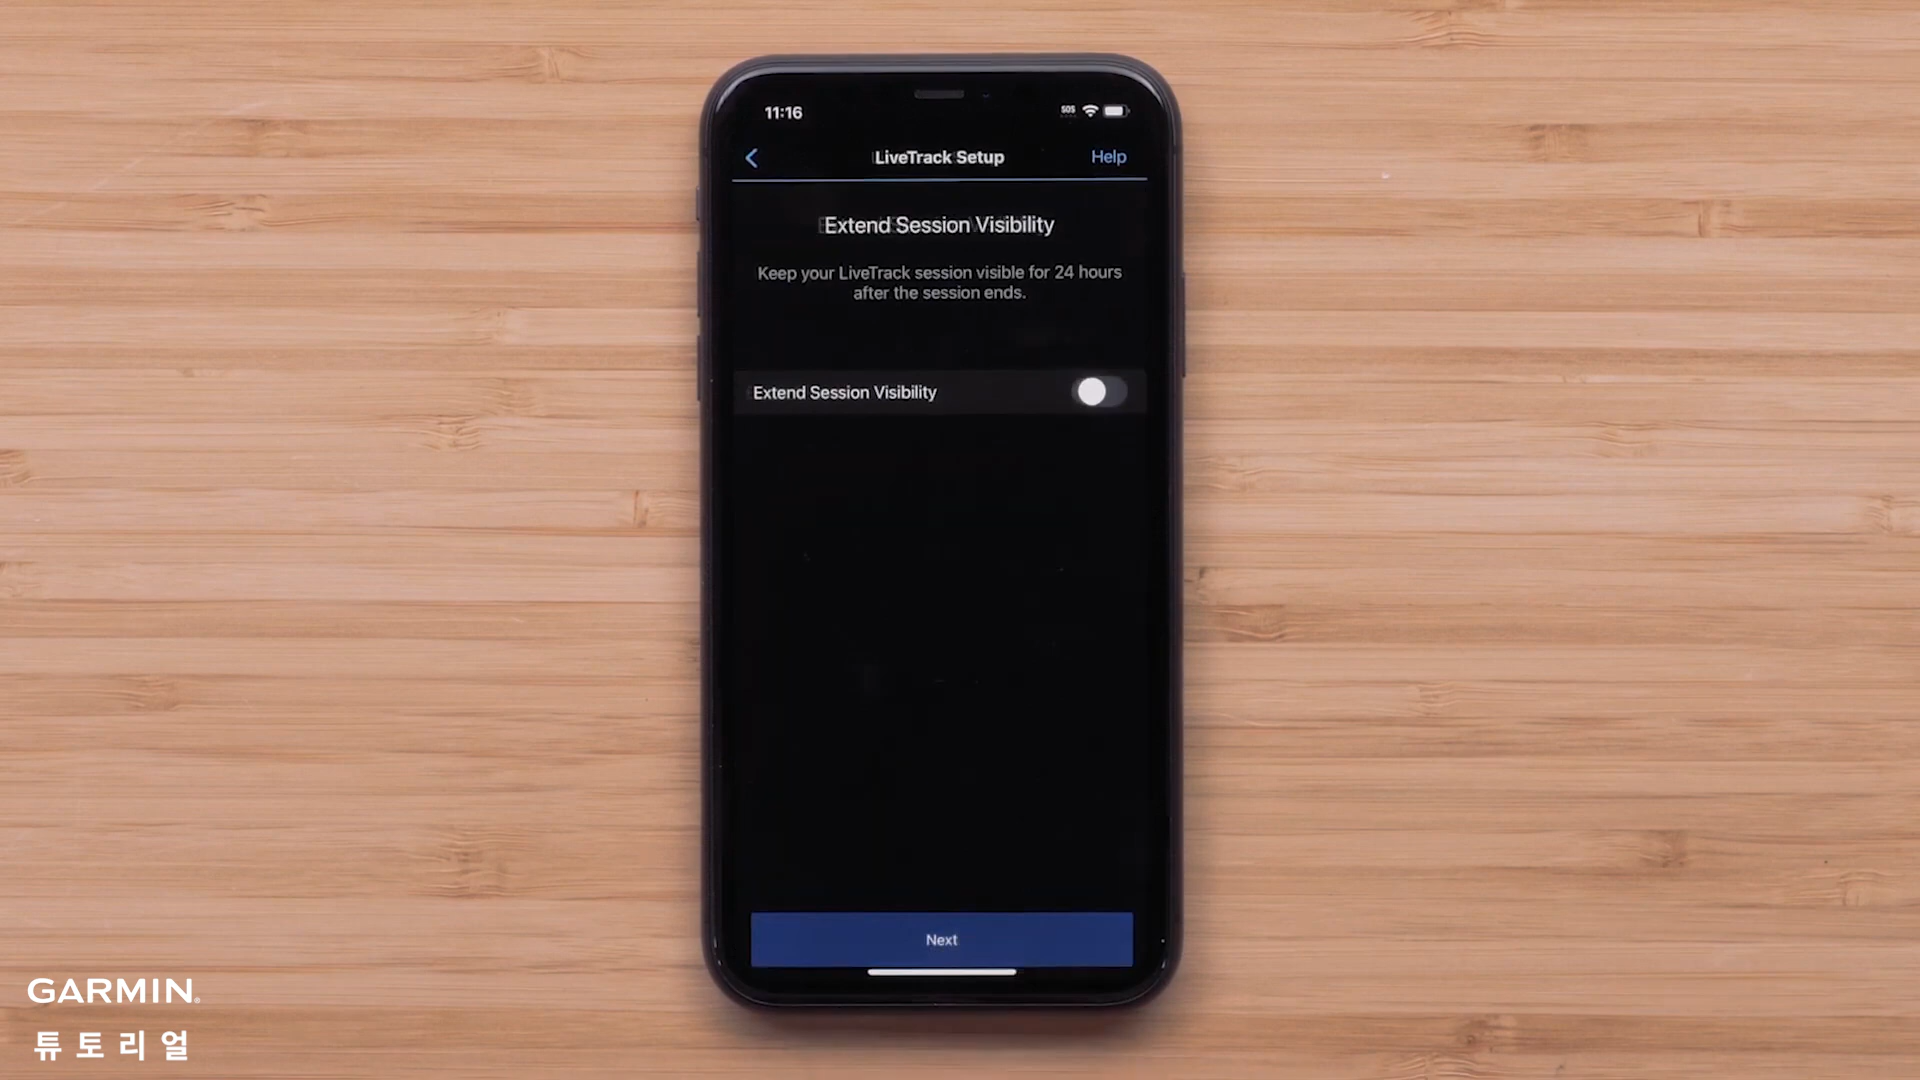 11:16
SOS
LiveTrack Setup
Help
Extend Session Visibility
Keep your LiveTrack session visible for 24 hours
after the session ends.
Extend Session Visibility
Next
GARMIN
튜토리얼